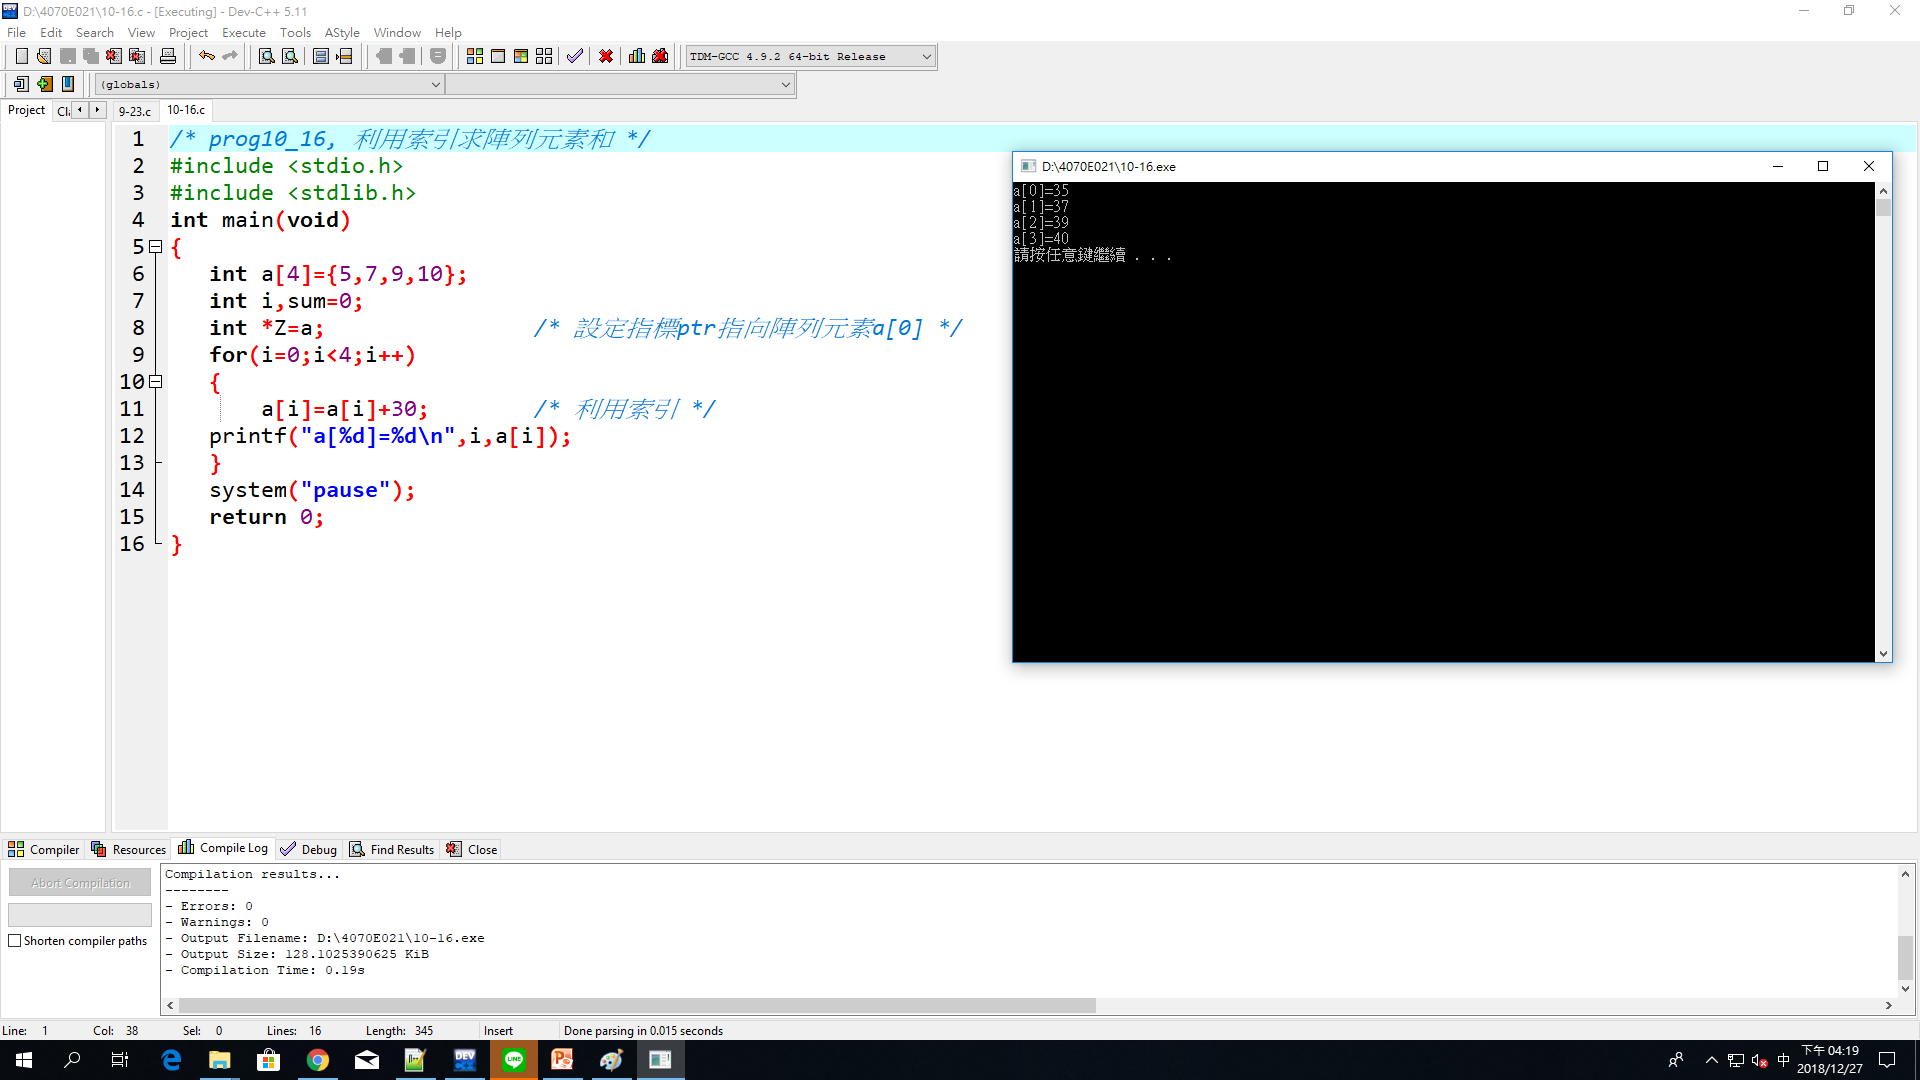 D:\4070E021\10-16.c - [Executing] - Dev-C++ 5.11
File Edit Search View Project Execute Tools AStyle Window Help
TDM-GCC 4.9.2 64-bit Release
(globals)
Project
9-23.c 10-16.c
1 /* prog10_16, 利用索引求陣列元素和 */
2 #include <stdio.h>
3 #include <stdlib.h>
4 int main(void)
5 {
6 int a[4]={5,7,9,10};
7 int i,sum=0;
8 int *Z=a; /* 設定指標ptr指向陣列元素a[0] */
9 for(i=0;i<4;i++)
10 {
11 a[i]=a[i]+30; /* 利用索引 */
12 printf("a[%d]=%d\n",i,a[i]);
13 }
14 system("pause");
15 return 0;
16 }
D:\4070E021\10-16.exe
a[0]=35
a[1]=37
a[2]=39
a[3]=40
請按任意鍵繼續 . . .
Compiler Resources Compile Log Debug Find Results Close
Abort Compilation
Shorten compiler paths
Compilation results...
--------
- Errors: 0
- Warnings: 0
- Output Filename: D:\4070E021\10-16.exe
- Output Size: 128.1025390625 KiB
- Compilation Time: 0.19s
Line: 1 Col: 38 Sel: 0 Lines: 16 Length: 345 Insert Done parsing in 0.015 seconds
DEV C++
LINE
中
下午 04:19
2018/12/27